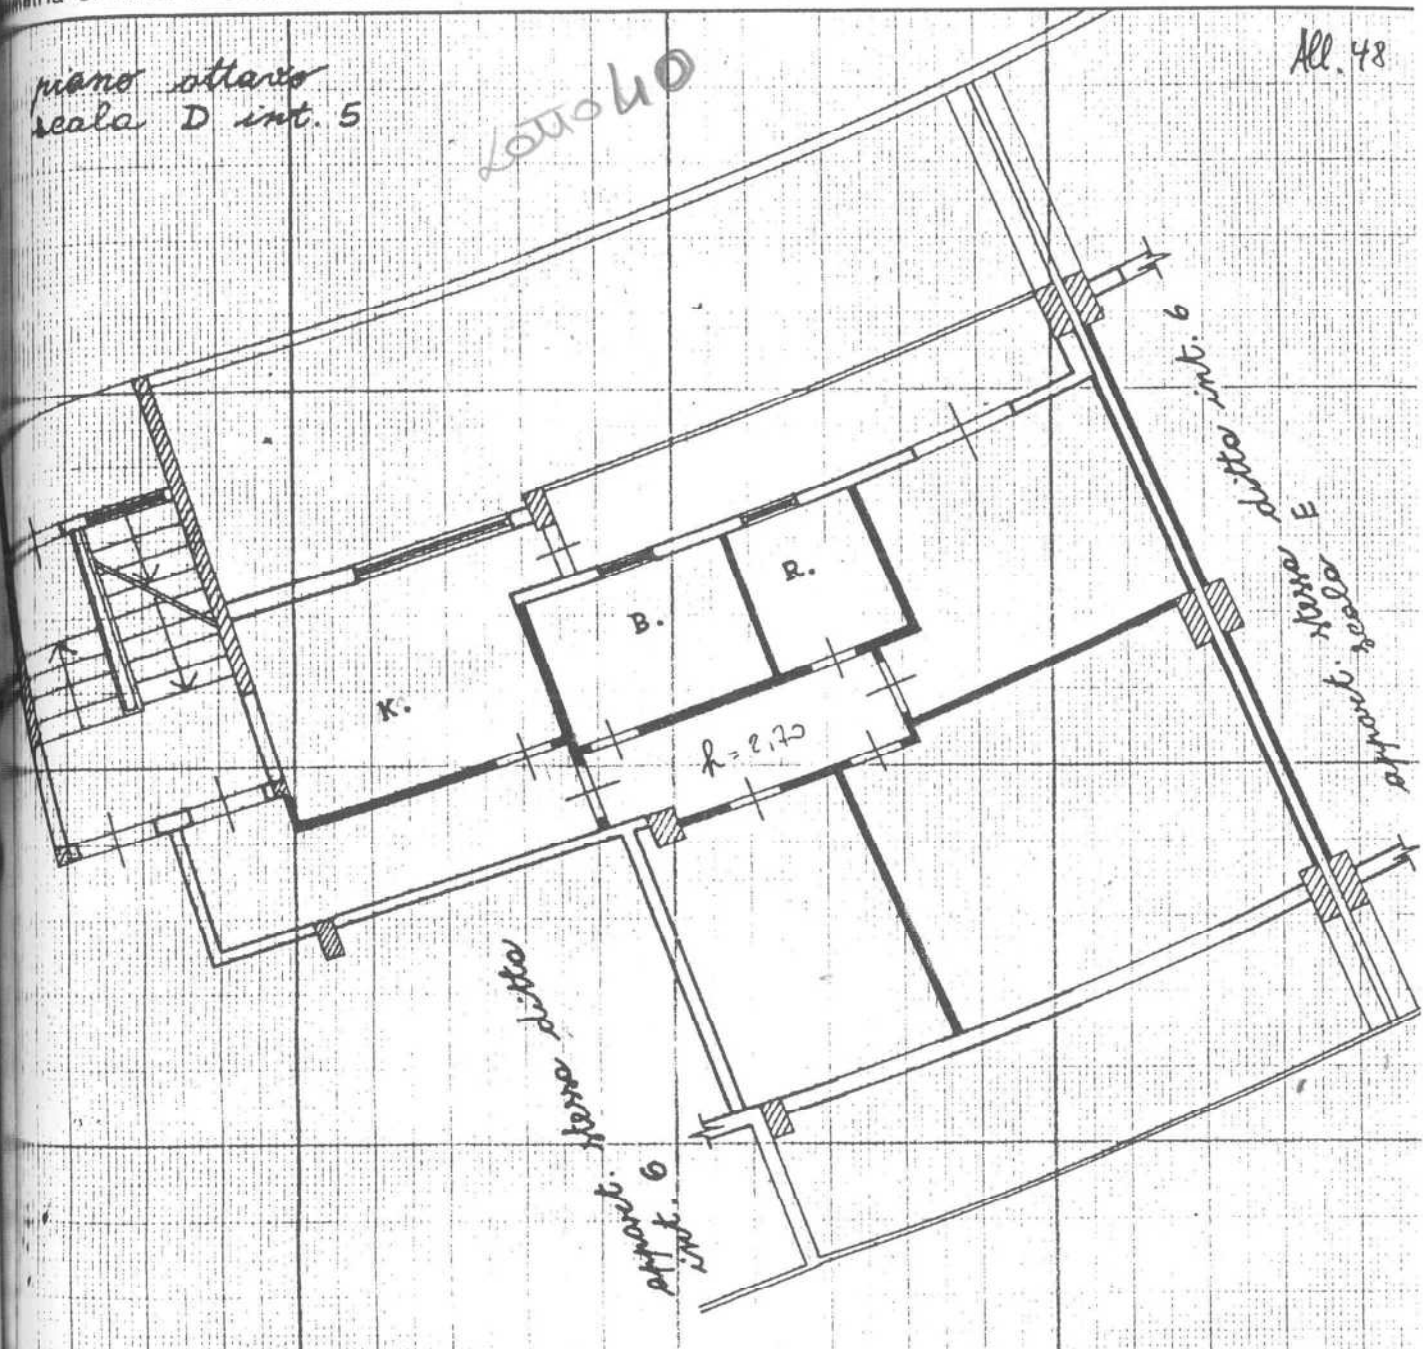 piano ottavo
scala D int. 5
Lotto 40
All. 48
K.
B.
R.
h = 2,70
appart. stessa ditta int. 6
scala E
appart. stessa ditta
int. 6